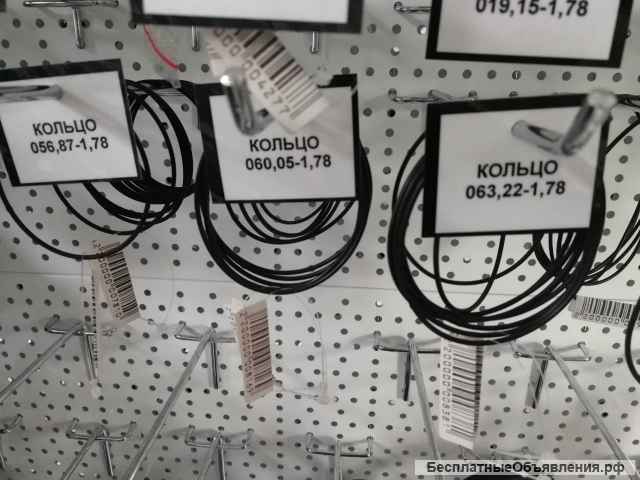 019,15-1,78
КОЛЬЦО
056,87-1,78
КОЛЬЦО
060,05-1,78
КОЛЬЦО
063,22-1,78
БесплатныеОбъявления.рф